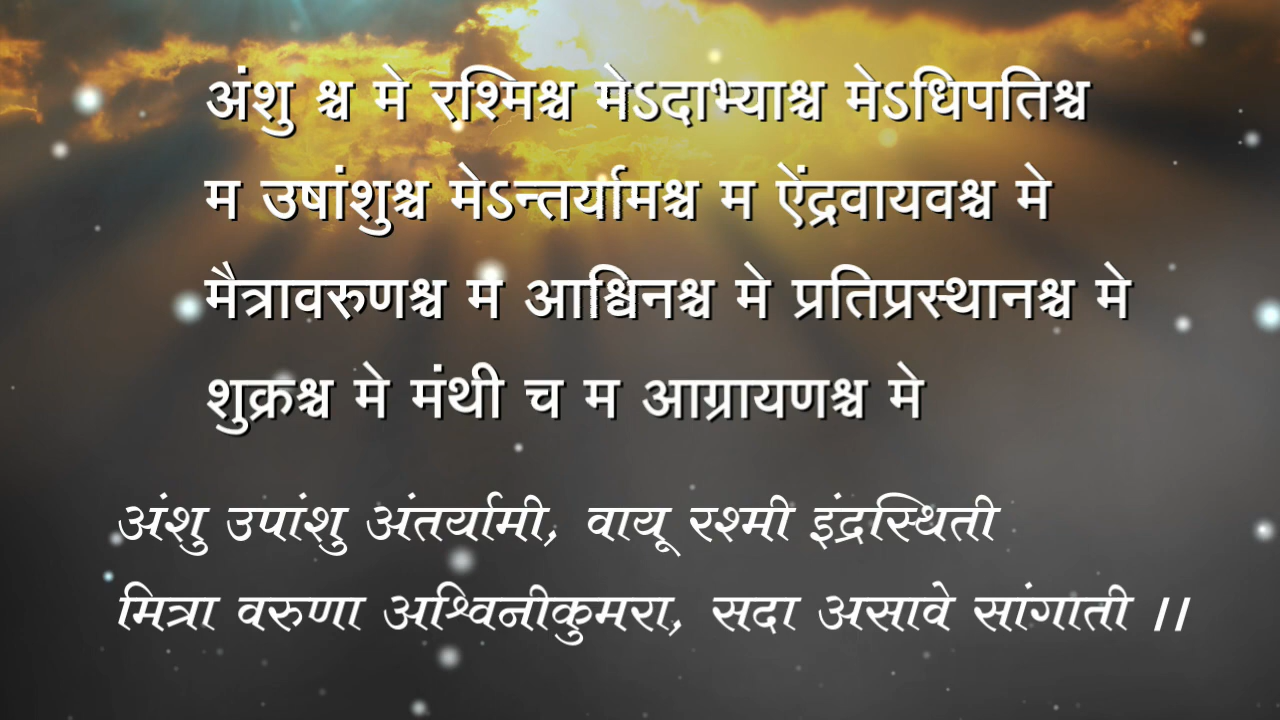 अंशु श्च मे रश्मिश्च मेऽदाभ्याश्च मेऽधिपतिश्च
म उषांशुश्च मेऽन्तर्यामश्च म ऐंद्रवायवश्च मे
मैत्रावरुणश्च म आश्विनश्च मे प्रतिप्रस्थानश्च मे
शुक्रश्च मे मंथी च म आग्रायणश्च मे
अंशु उपांशु अंतर्यामी, वायू रश्मी इंद्रस्थिती
मित्रा वरुणा अश्विनीकुमरा, सदा असावे सांगाती ।।